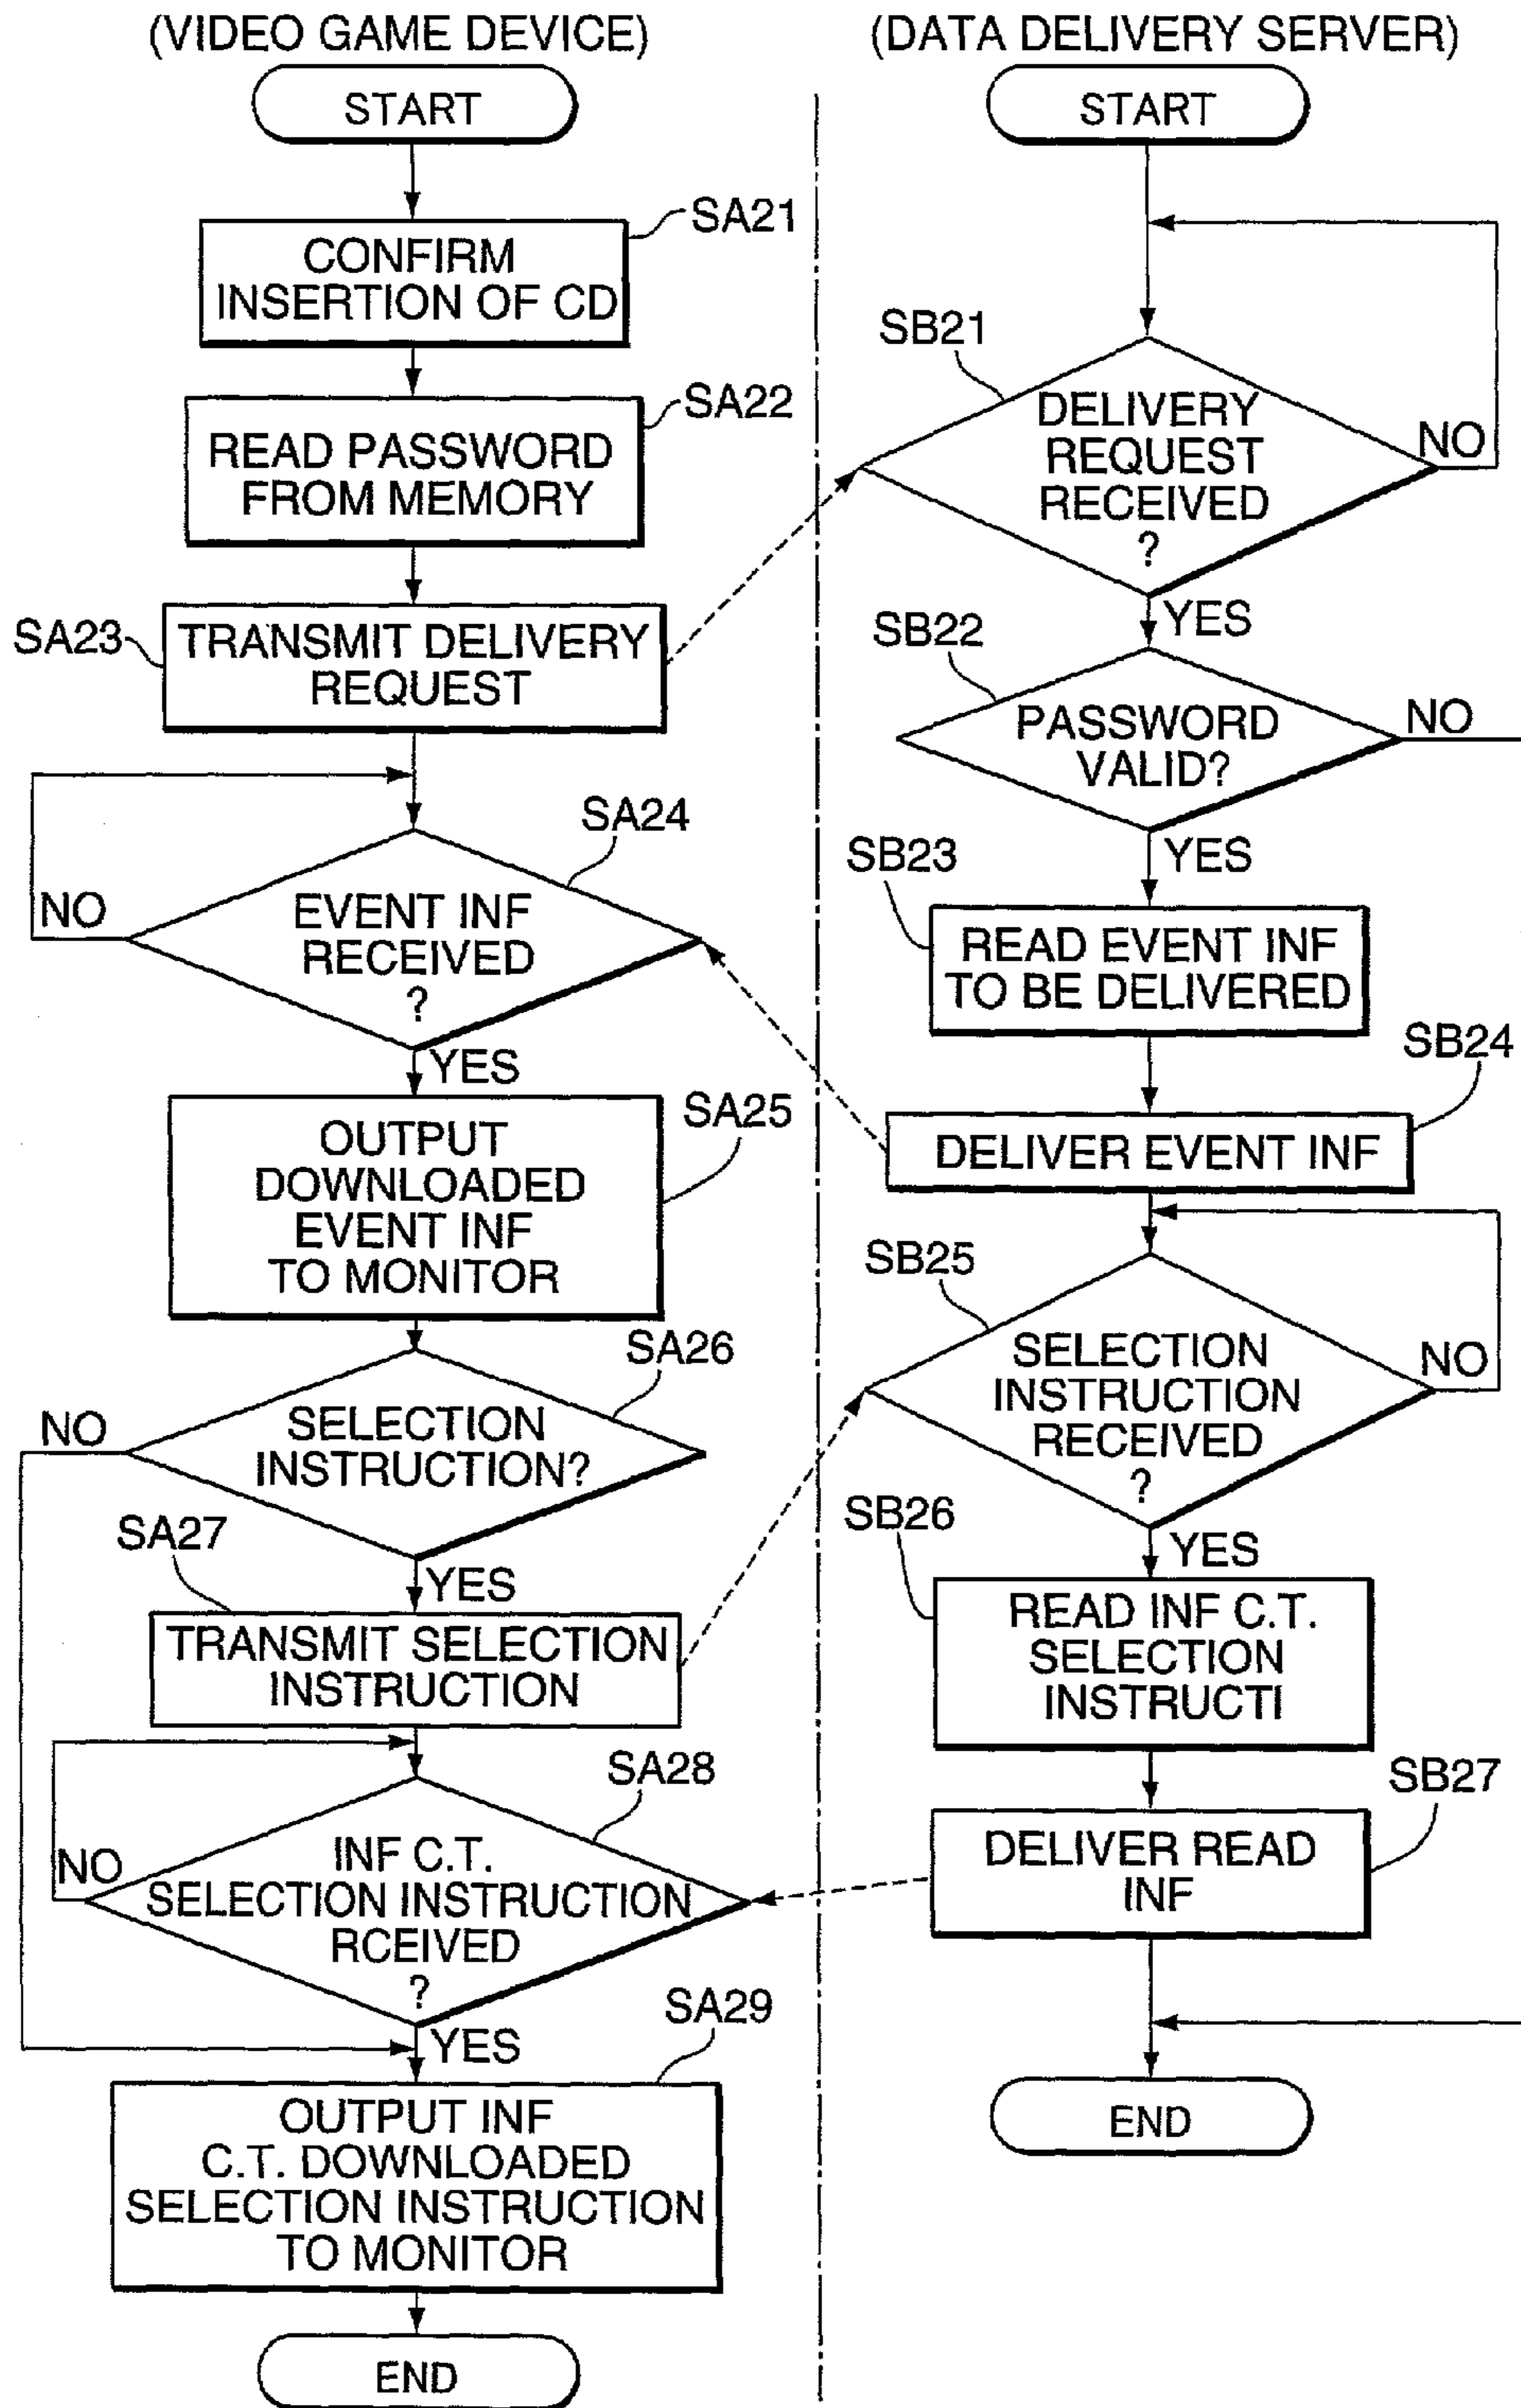 (VIDEO GAME DEVICE)
START
SA21
CONFIRM
INSERTION OF CD
SA22
READ PASSWORD
FROM MEMORY
SA23
TRANSMIT DELIVERY
REQUEST
SA24
EVENT INF
RECEIVED
?
NO
YES
SA25
OUTPUT
DOWNLOADED
EVENT INF
TO MONITOR
SA26
SELECTION
INSTRUCTION?
NO
YES
SA27
TRANSMIT SELECTION
INSTRUCTION
SA28
INF C.T.
SELECTION INSTRUCTION
RCEIVED
?
NO
YES
SA29
OUTPUT INF
C.T. DOWNLOADED
SELECTION INSTRUCTION
TO MONITOR
END
(DATA DELIVERY SERVER)
START
SB21
DELIVERY
REQUEST
RECEIVED
?
NO
YES
SB22
PASSWORD
VALID?
NO
YES
SB23
READ EVENT INF
TO BE DELIVERED
SB24
DELIVER EVENT INF
SB25
SELECTION
INSTRUCTION
RECEIVED
?
NO
YES
SB26
READ INF C.T.
SELECTION
INSTRUCTI
SB27
DELIVER READ
INF
END